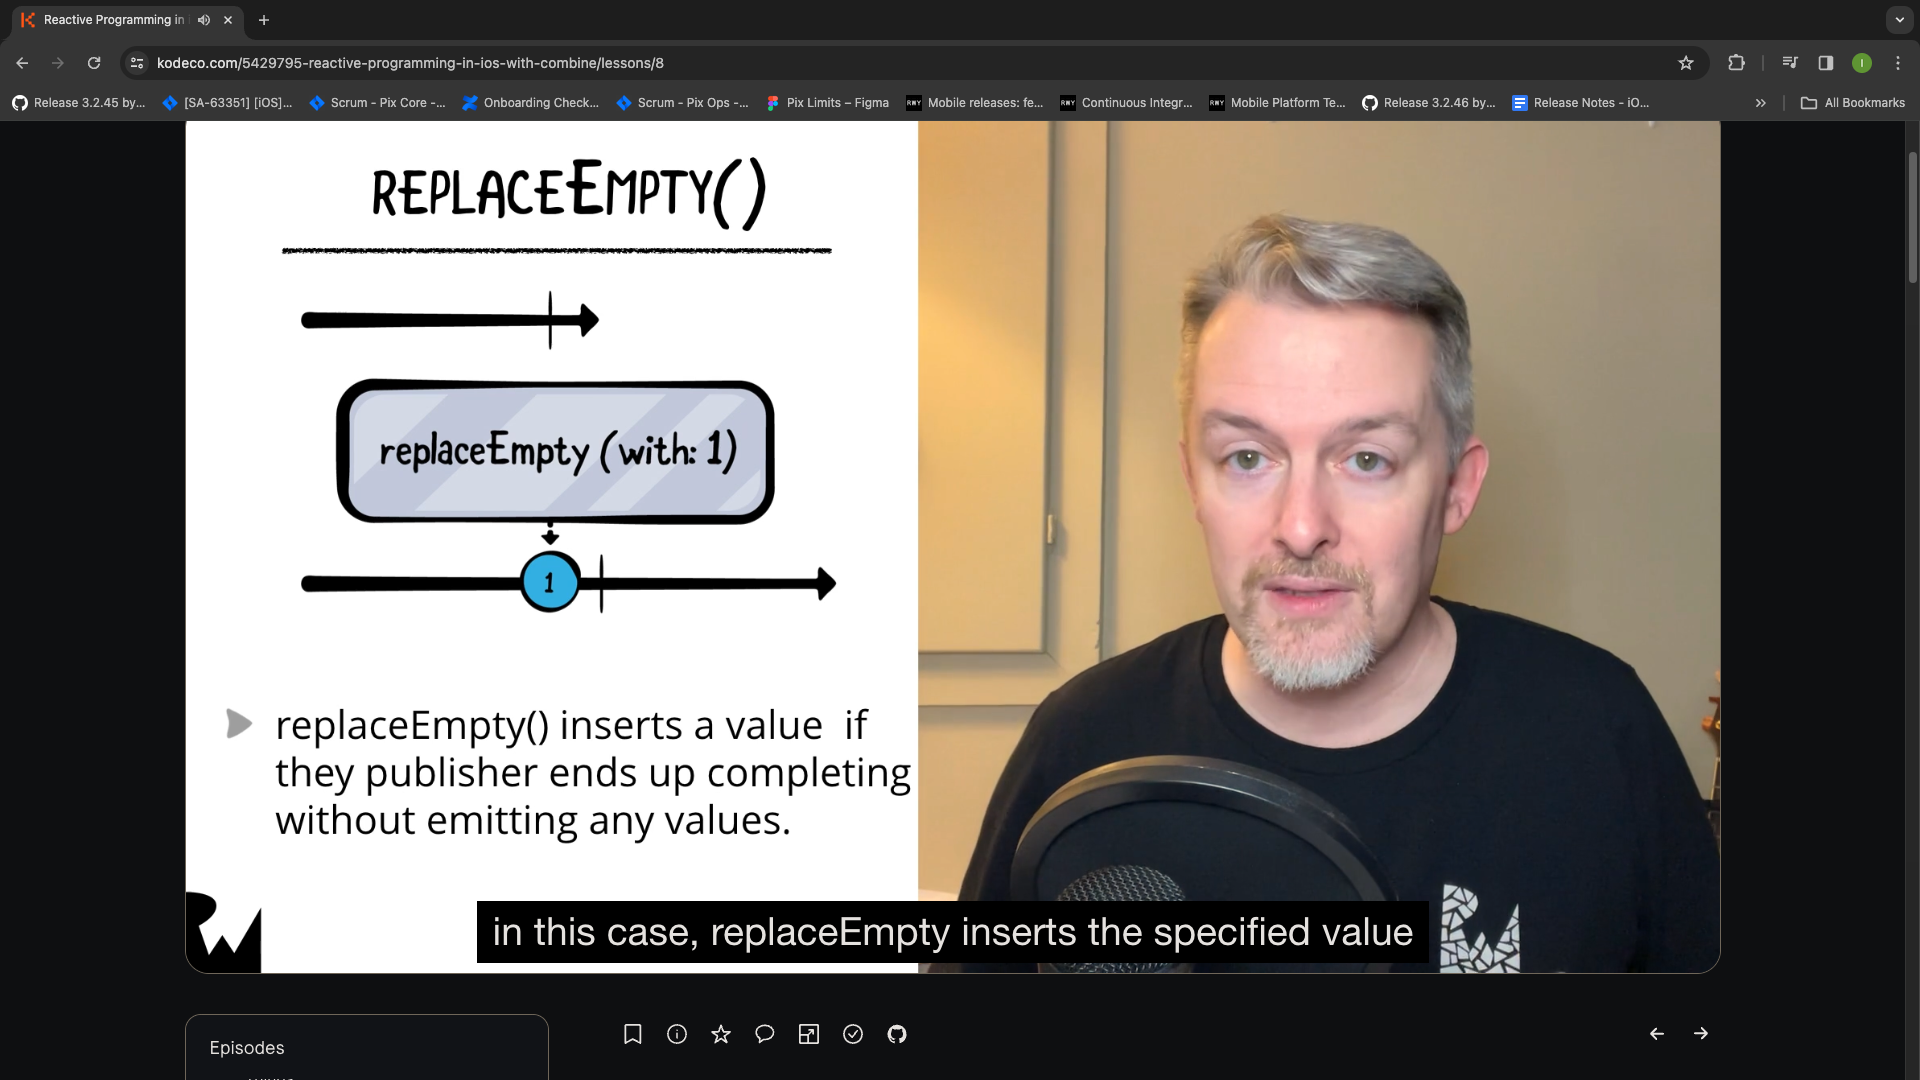 Reactive Programming in
kodeco.com/5429795-reactive-programming-in-ios-with-combine/lessons/8
Release 3.2.45 by...
[SA-63351] [iOS]...
Scrum - Pix Core -...
Onboarding Check...
Scrum - Pix Ops -...
Pix Limits – Figma
RWY
Mobile releases: fe...
RWY
Continuous Integr...
RWY
Mobile Platform Te...
Release 3.2.46 by...
Release Notes - iO...
All Bookmarks
REPLACEEMPTY()
replaceEmpty (with: 1)
1
replaceEmpty() inserts a value if
they publisher ends up completing
without emitting any values.
in this case, replaceEmpty inserts the specified value
Episodes